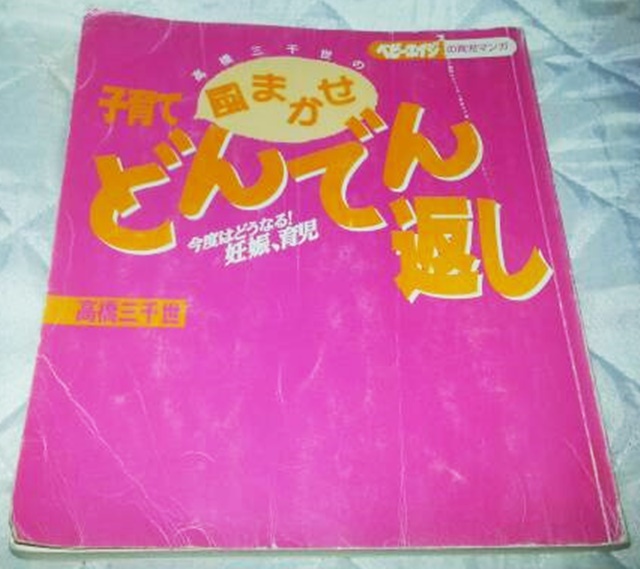 高橋三千世の
ベビーエイジの育児マンガ
子育て
風まかせ
どんでん
返し
今度はどうなる!
妊娠、育児
高橋三千世